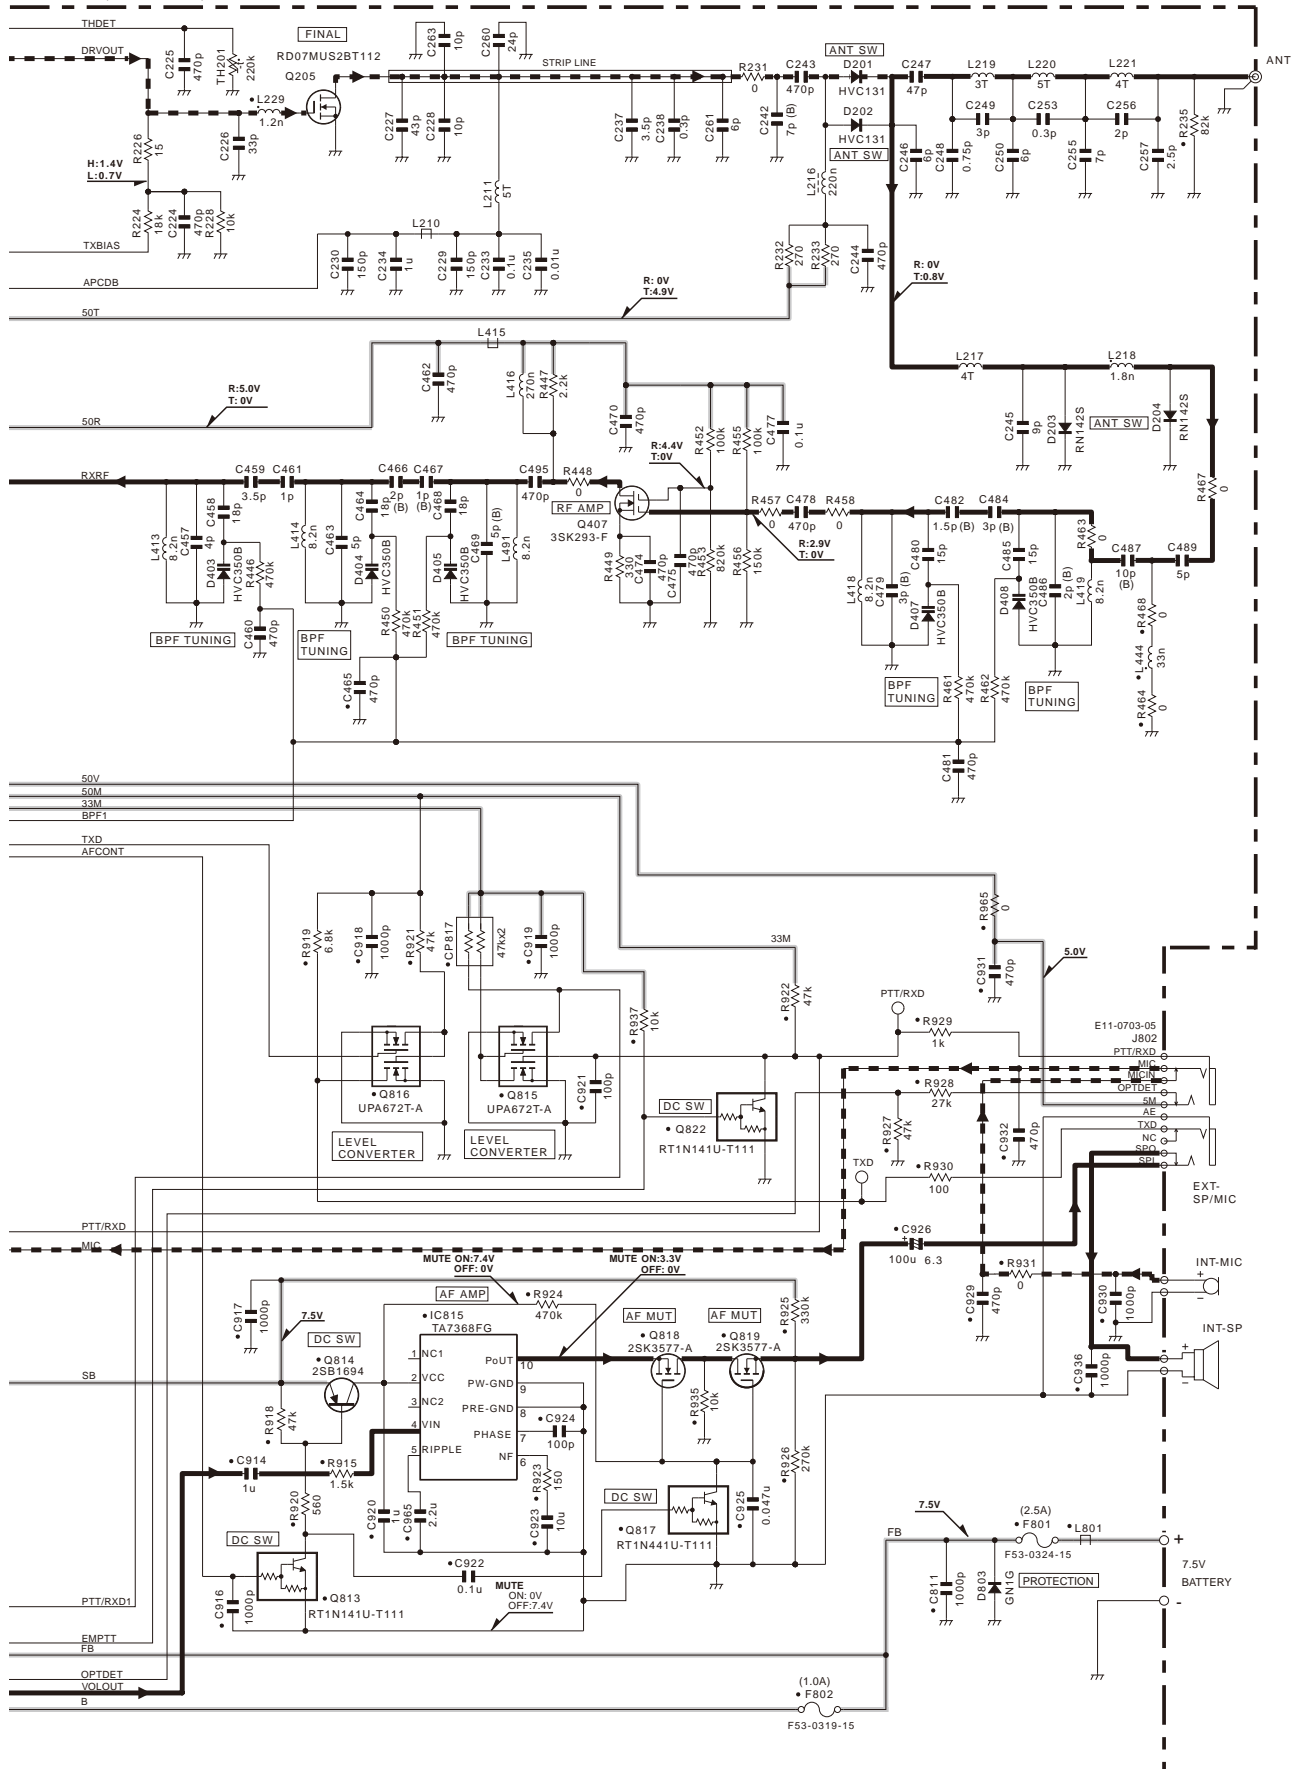 THDET
DRVOUT
C225 470p
TH201 220k
FINAL
RD07MUS2BT112
Q205
• L229
1.2n
C226 33p
R226 15
H:1.4V
L:0.7V
R224 18k
C224 470p
R228 10k
TXBIAS
APCDB
50T
C263 10p
C260 24p
STRIP LINE
C227 43p
C228 10p
C237 3.5p
C238 0.3p
C261 6p
L211 5T
L210
C230 150p
C234 1u
C229 150p
C233 0.1u
C235 0.01u
R231
0
C243
470p
C242 7p (B)
ANT SW
D201
HVC131
D202
HVC131
ANT SW
C247
47p
L219
3T
L220
5T
L221
4T
ANT
C249
3p
C253
0.3p
C256
2p
C246 6p
C248 0.75p
C250 6p
C255 7p
C257 2.5p
• R235 82k
L216 220n
R232 270
R233 270
C244 470p
R: 0V
T:0.8V
R: 0V
T:4.9V
L415
R:5.0V
T: 0V
50R
C462 470p
L416 270n
R447 2.2k
C470 470p
R452 100k
R455 100k
C477 0.1u
R:4.4V
T:0V
L217
4T
L218
1.8n
C245 9p
D203 RN142S
ANT SW
D204 RN142S
R467 0
RXRF
C459
3.5p
C461
1p
C466
2p
(B)
C467
1p
(B)
C495
470p
R448
0
RF AMP
Q407
3SK293-F
R457
0
C478
470p
R458
0
R:2.9V
T: 0V
C482
1.5p (B)
C484
3p (B)
R463 0
C487
10p
(B)
C489
5p
L413 8.2n
C457 4p
C458 18p
D403 HVC350B
R446 470k
C460 470p
L414 8.2n
C463 5p
C464 18p
D404 HVC350B
R450 470k
C468 18p
D405 HVC350B
R451 470k
C469 5p (B)
L491 8.2n
• C465 470p
R449 330
C474 470p
C475 470p
R453 820k
R456 150k
L418 8.2n
C479 3p (B)
C480 15p
D407 HVC350B
C485 15p
D408 HVC350B
C486 2p (B)
L419 8.2n
• R468 0
• L444 33n
• R464 0
BPF TUNING
BPF
TUNING
BPF TUNING
BPF
TUNING
R461 470k
R462 470k
BPF
TUNING
C481 470p
50V
50M
33M
BPF1
TXD
AFCONT
• R919 6.8k
• C918 1000p
• R921 47k
• CP817 47kx2
• C919 1000p
33M
• R922 47k
• R937 10k
• R965 0
• C931 470p
5.0V
PTT/RXD
• R929
1k
E11-0703-05
J802
PTT/RXD
MIC
MICIN
OPTDET
5M
AE
TXD
NC
SPO
SPI
EXT-
SP/MIC
• Q816
UPA672T-A
• Q815
UPA672T-A
• C921 100p
LEVEL
CONVERTER
LEVEL
CONVERTER
DC SW
• Q822
RT1N141U-T111
• R928
27k
• R927 47k
• C932 470p
TXD
• R930
100
PTT/RXD
MIC
• C926
+
100u 6.3
• R931
0
• C929 470p
• C930 1000p
INT-MIC
+
−
INT-SP
+
−
• C936 1000p
MUTE ON:7.4V
OFF: 0V
MUTE ON:3.3V
OFF: 0V
• C917 1000p
7.5V
AF AMP
• IC815
TA7368FG
• R924
470k
AF MUT
• Q818
2SK3577-A
AF MUT
• Q819
2SK3577-A
• R925 330k
DC SW
• Q814
2SB1694
SB
1 NC1
2 VCC
3 NC2
4 VIN
5 RIPPLE
PoUT 10
PW-GND 9
PRE-GND 8
PHASE 7
NF 6
• C924
100p
• R935 10k
• R926 270k
• R918 47k
• C914
1u
• R915
1.5k
• R920 560
• C920 1u
• C965 2.2u
• R923 150
• C923 10u
DC SW
• Q817
RT1N441U-T111
• C925 0.047u
DC SW
• C916 1000p
• Q813
RT1N141U-T111
• C922
0.1u
MUTE
ON: 0V
OFF:7.4V
7.5V
FB
(2.5A)
• F801
F53-0324-15
• L801
+
7.5V
BATTERY
-
• C811 1000p
D803 GN1G
PROTECTION
PTT/RXD1
EMPTT
FB
OPTDET
VOLOUT
B
(1.0A)
• F802
F53-0319-15